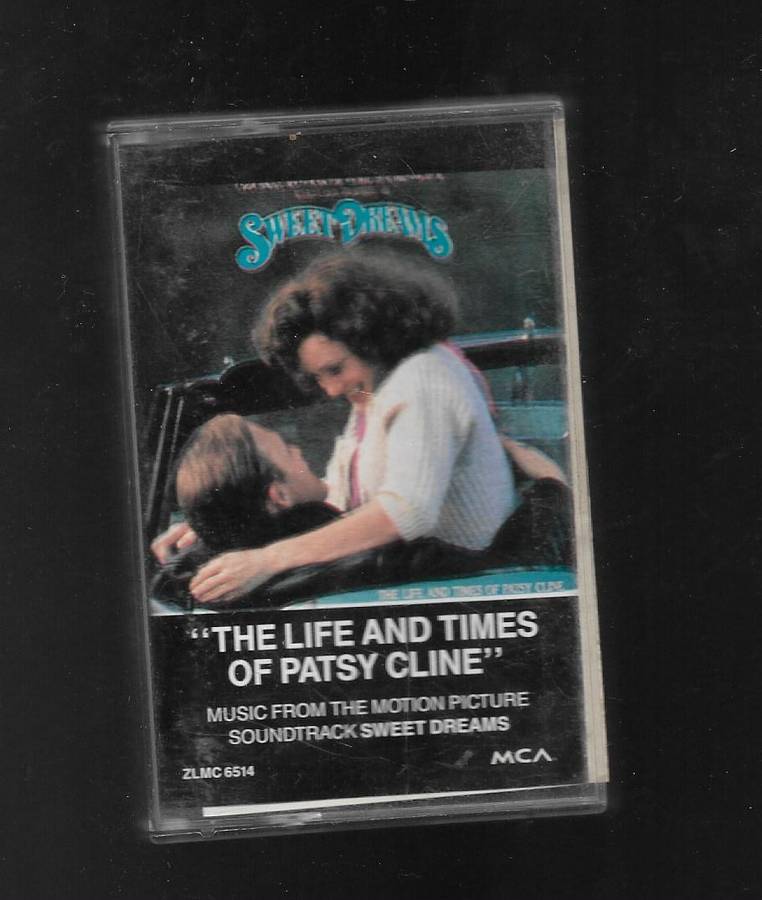 SWEET DREAMS
THE LIFE AND TIMES OF PATSY CLINE
“THE LIFE AND TIMES
OF PATSY CLINE”
MUSIC FROM THE MOTION PICTURE
SOUNDTRACK SWEET DREAMS
MCA
ZLMC 6514